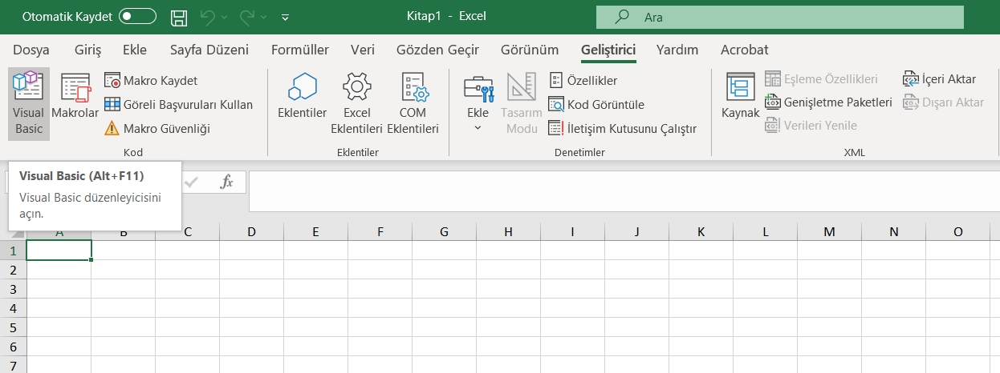 Otomatik Kaydet
Kitap1 - Excel
Ara
Dosya Giriş Ekle Sayfa Düzeni Formüller Veri Gözden Geçir Görünüm Geliştirici Yardım Acrobat
Visual Basic
Makrolar
Makro Kaydet
Göreli Başvuruları Kullan
Makro Güvenliği
Kod
Eklentiler
Excel Eklentileri
COM Eklentileri
Eklentiler
Ekle
Tasarım Modu
Özellikler
Kod Görüntüle
İletişim Kutusunu Çalıştır
Denetimler
Kaynak
Eşleme Özellikleri
Genişletme Paketleri
Verileri Yenile
İçeri Aktar
Dışarı Aktar
XML
Visual Basic (Alt+F11)
Visual Basic düzenleyicisini
açın.
fx
A B C D E F G H I J K L M N O
1
2
3
4
5
6
7